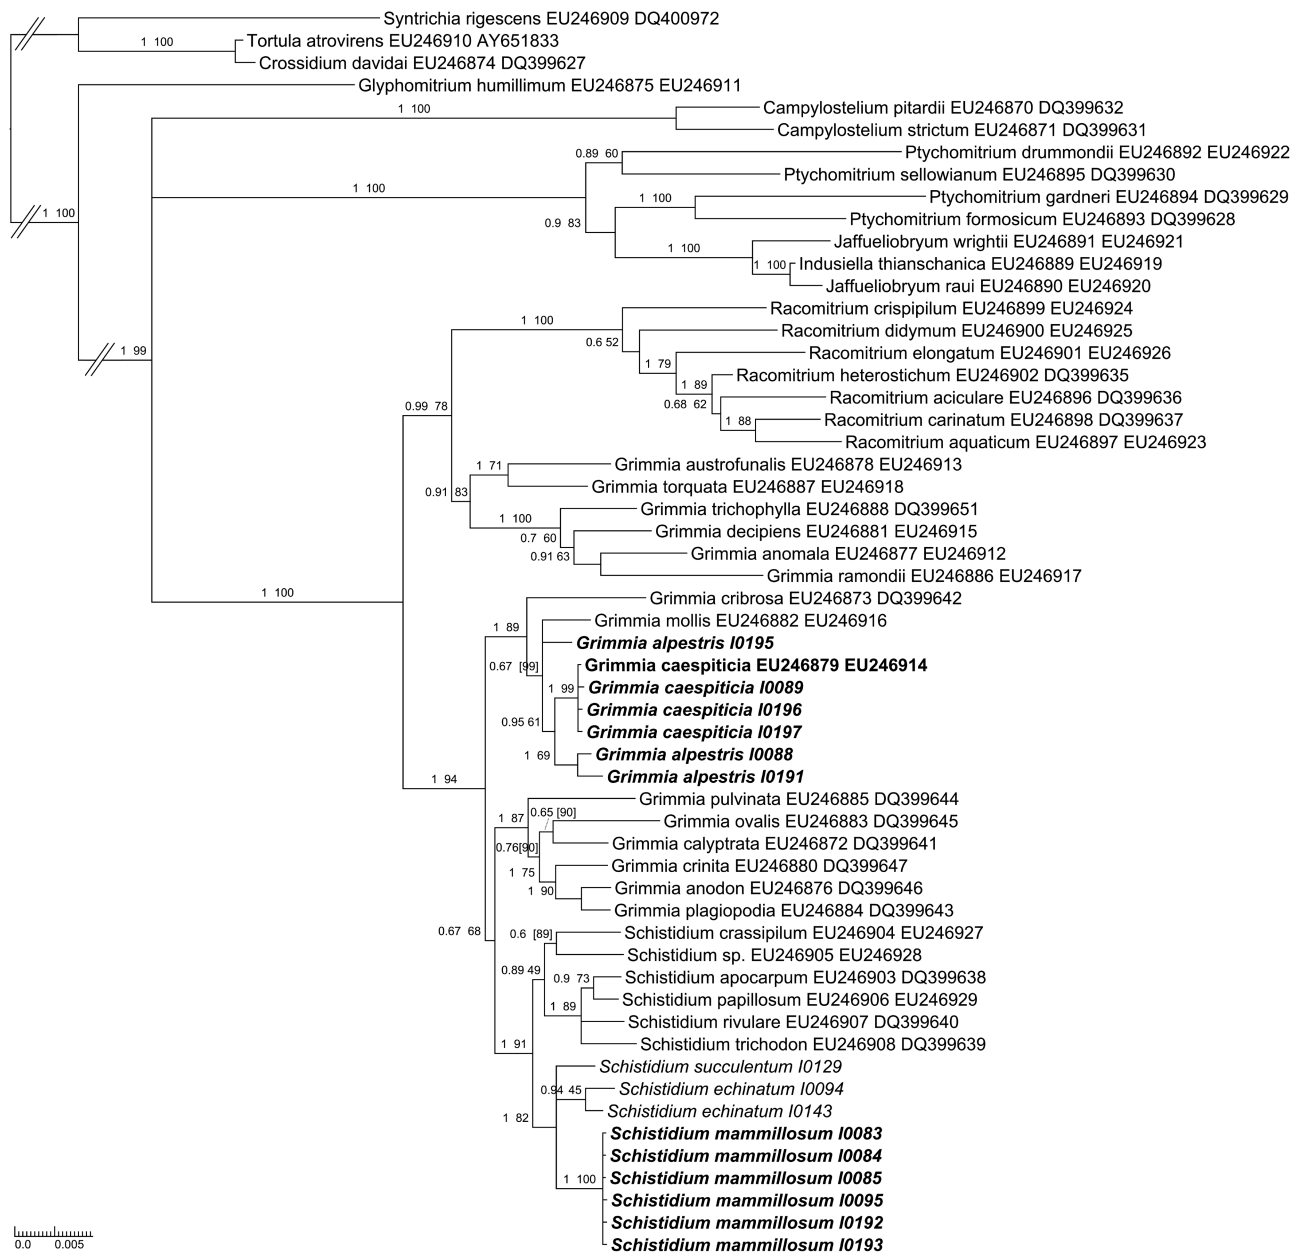 Syntrichia rigescens EU246909 DQ400972
1 100
Tortula atrovirens EU246910 AY651833
Crossidium davidai EU246874 DQ399627
Glyphomitrium humillimum EU246875 EU246911
1 100
Campylostelium pitardii EU246870 DQ399632
Campylostelium strictum EU246871 DQ399631
0.89 60
Ptychomitrium drummondii EU246892 EU246922
Ptychomitrium sellowianum EU246895 DQ399630
1 100
1 100
Ptychomitrium gardneri EU246894 DQ399629
1 100
0.9 83
Ptychomitrium formosicum EU246893 DQ399628
1 100
Jaffueliobryum wrightii EU246891 EU246921
1 100
Indusiella thianschanica EU246889 EU246919
Jaffueliobryum raui EU246890 EU246920
1 100
Racomitrium crispipilum EU246899 EU246924
0.6 52
Racomitrium didymum EU246900 EU246925
1 99
1 79
Racomitrium elongatum EU246901 EU246926
1 89
Racomitrium heterostichum EU246902 DQ399635
0.99 78
0.68 62
Racomitrium aciculare EU246896 DQ399636
1 88
Racomitrium carinatum EU246898 DQ399637
Racomitrium aquaticum EU246897 EU246923
1 71
Grimmia austrofunalis EU246878 EU246913
0.91 83
Grimmia torquata EU246887 EU246918
1 100
Grimmia trichophylla EU246888 DQ399651
0.7 60
Grimmia decipiens EU246881 EU246915
0.91 63
Grimmia anomala EU246877 EU246912
Grimmia ramondii EU246886 EU246917
1 100
Grimmia cribrosa EU246873 DQ399642
1 89
Grimmia mollis EU246882 EU246916
Grimmia alpestris I0195
0.67 [99]
Grimmia caespiticia EU246879 EU246914
1 99
Grimmia caespiticia I0089
Grimmia caespiticia I0196
0.95 61
Grimmia caespiticia I0197
1 69
Grimmia alpestris I0088
1 94
Grimmia alpestris I0191
Grimmia pulvinata EU246885 DQ399644
1 87
0.65 [90]
Grimmia ovalis EU246883 DQ399645
0.76[90]
Grimmia calyptrata EU246872 DQ399641
1 75
Grimmia crinita EU246880 DQ399647
1 90
Grimmia anodon EU246876 DQ399646
Grimmia plagiopodia EU246884 DQ399643
0.67 68
0.6 [89]
Schistidium crassipilum EU246904 EU246927
Schistidium sp. EU246905 EU246928
0.89 49
0.9 73
Schistidium apocarpum EU246903 DQ399638
Schistidium papillosum EU246906 EU246929
1 89
Schistidium rivulare EU246907 DQ399640
1 91
Schistidium trichodon EU246908 DQ399639
Schistidium succulentum I0129
0.94 45
Schistidium echinatum I0094
1 82
Schistidium echinatum I0143
Schistidium mammillosum I0083
Schistidium mammillosum I0084
1 100
Schistidium mammillosum I0085
Schistidium mammillosum I0095
Schistidium mammillosum I0192
Schistidium mammillosum I0193
0.0 0.005